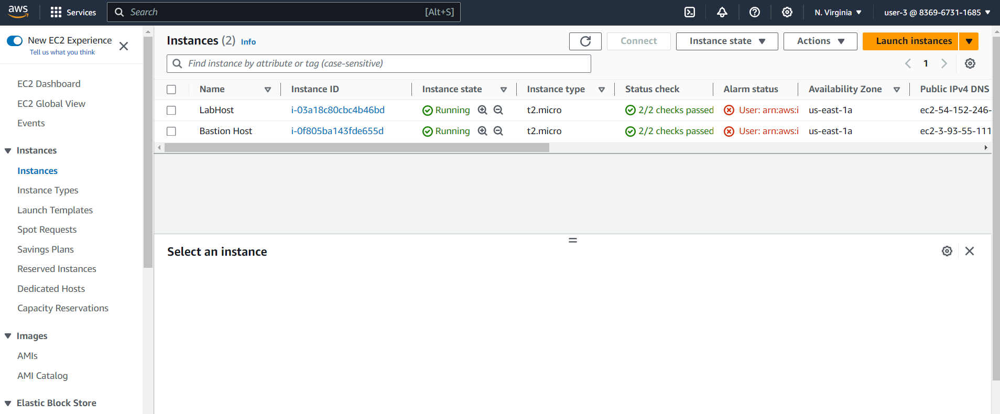 aws Services Search [Alt+S] N. Virginia user-3 @ 8369-6731-1685
New EC2 Experience
Tell us what you think
EC2 Dashboard
EC2 Global View
Events
Instances
Instances
Instance Types
Launch Templates
Spot Requests
Savings Plans
Reserved Instances
Dedicated Hosts
Capacity Reservations
Images
AMIs
AMI Catalog
Elastic Block Store
Instances (2) Info Connect Instance state Actions Launch instances
Find instance by attribute or tag (case-sensitive) 1
Name Instance ID Instance state Instance type Status check Alarm status Availability Zone Public IPv4 DNS
LabHost i-03a18c80cbc4b46bd Running t2.micro 2/2 checks passed User: arn:aws:i us-east-1a ec2-54-152-246-
Bastion Host i-0f805ba143fde655d Running t2.micro 2/2 checks passed User: arn:aws:i us-east-1a ec2-3-93-55-111
Select an instance